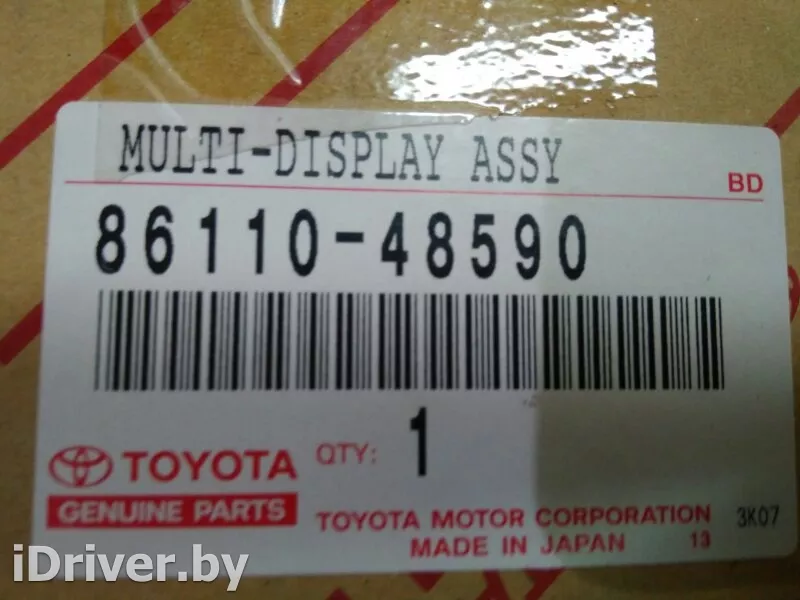 MULTI-DISPLAY ASSY
BD
86110-48590
QTY: 1
TOYOTA
GENUINE PARTS
TOYOTA MOTOR CORPORATION 3K07
MADE IN JAPAN 13
iDriver.by